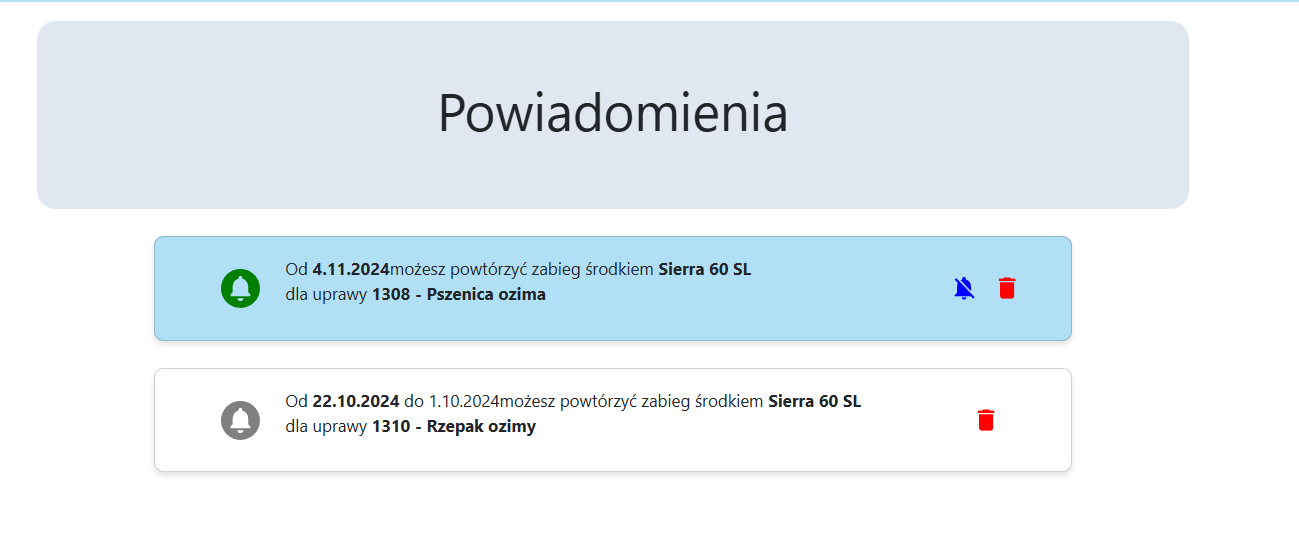 Powiadomienia
Od 4.11.2024możesz powtórzyć zabieg środkiem Sierra 60 SL
dla uprawy 1308 - Pszenica ozima
Od 22.10.2024 do 1.10.2024możesz powtórzyć zabieg środkiem Sierra 60 SL
dla uprawy 1310 - Rzepak ozimy